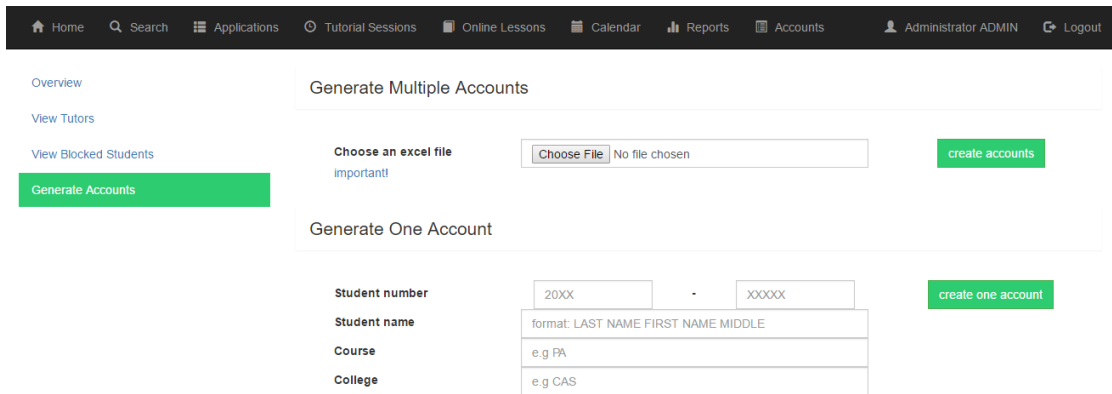 Home Search Applications Tutorial Sessions Online Lessons Calendar Reports Accounts Administrator ADMIN Logout
Overview
View Tutors
View Blocked Students
Generate Accounts
Generate Multiple Accounts
Choose an excel file Choose File No file chosen create accounts
important!
Generate One Account
Student number 20XX - XXXXX create one account
Student name format: LAST NAME FIRST NAME MIDDLE
Course e.g PA
College e.g CAS